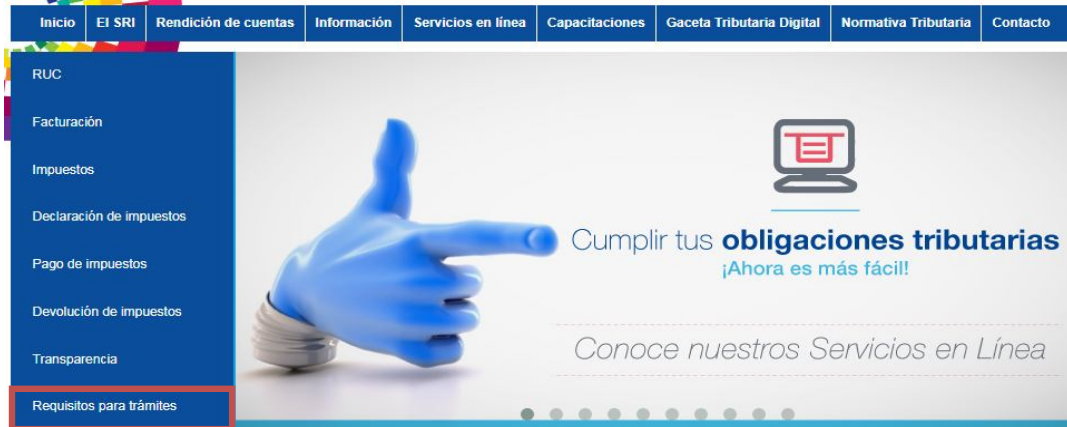 Inicio
El SRI
Rendición de cuentas
Información
Servicios en línea
Capacitaciones
Gaceta Tributaria Digital
Normativa Tributaria
Contacto
RUC
Facturación
Impuestos
Declaración de impuestos
Pago de impuestos
Devolución de impuestos
Transparencia
Requisitos para trámites
Cumplir tus obligaciones tributarias
¡Ahora es más fácil!
Conoce nuestros Servicios en Línea